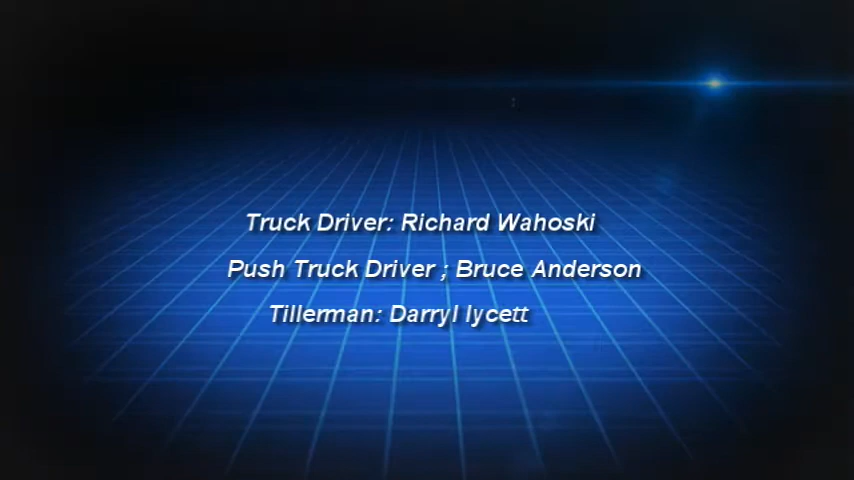 Truck Driver: Richard Wahoski
Push Truck Driver ; Bruce Anderson
Tillerman: Darryl lycett